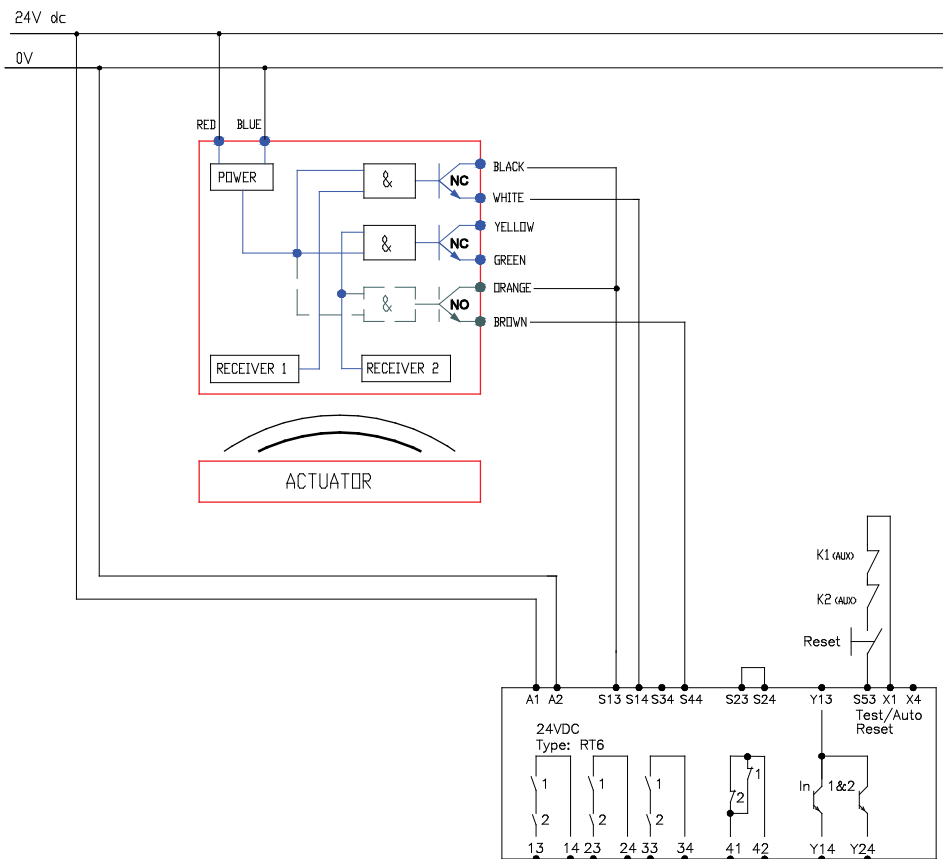 24V dc
0V
RED BLUE
POWER
& NC BLACK
WHITE
& NC YELLOW
GREEN
& NO ORANGE
BROWN
RECEIVER 1 RECEIVER 2
ACTUATOR
K1 (AUX)
K2 (AUX)
Reset
A1 A2 S13 S14 S34 S44 S23 S24 Y13 S53 X1 X4
Test/Auto
Reset
24VDC
Type: RT6
1 1 1 1
2 2 2 2 In 1&2
13 14 23 24 33 34 41 42 Y14 Y24